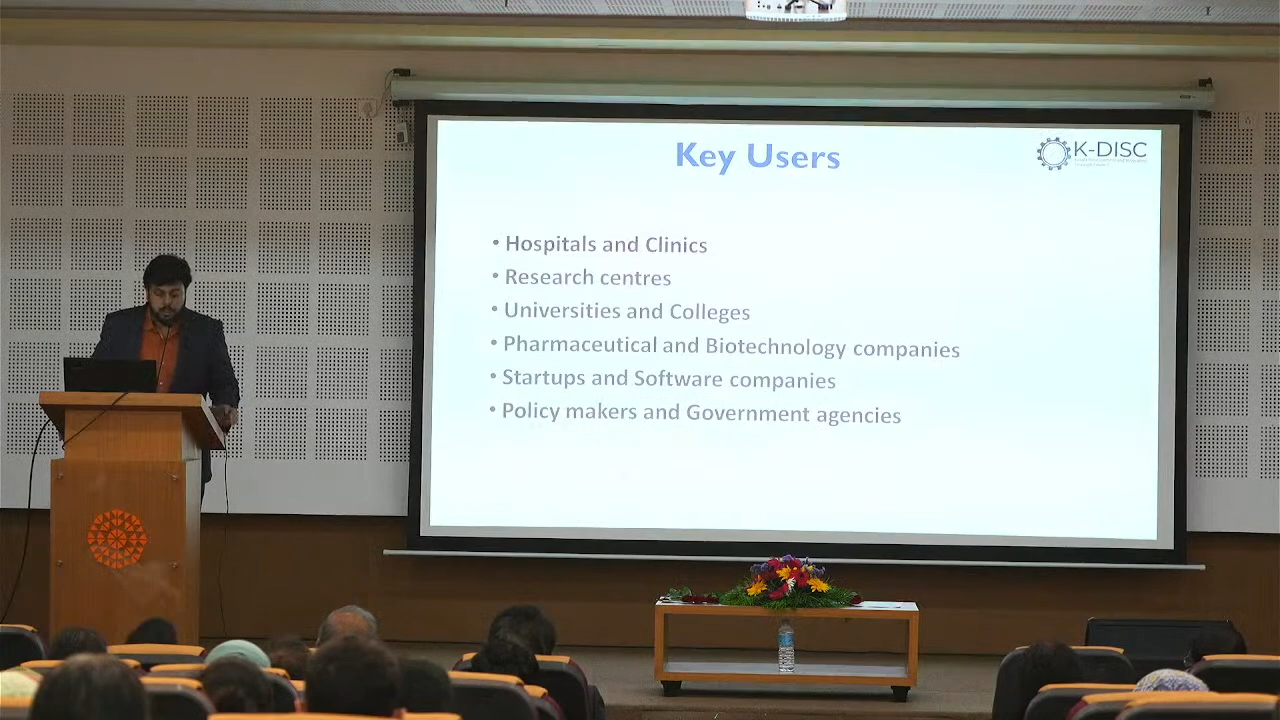 Key Users
K-DISC
• Hospitals and Clinics
• Research centres
• Universities and Colleges
• Pharmaceutical and Biotechnology companies
• Startups and Software companies
• Policy makers and Government agencies